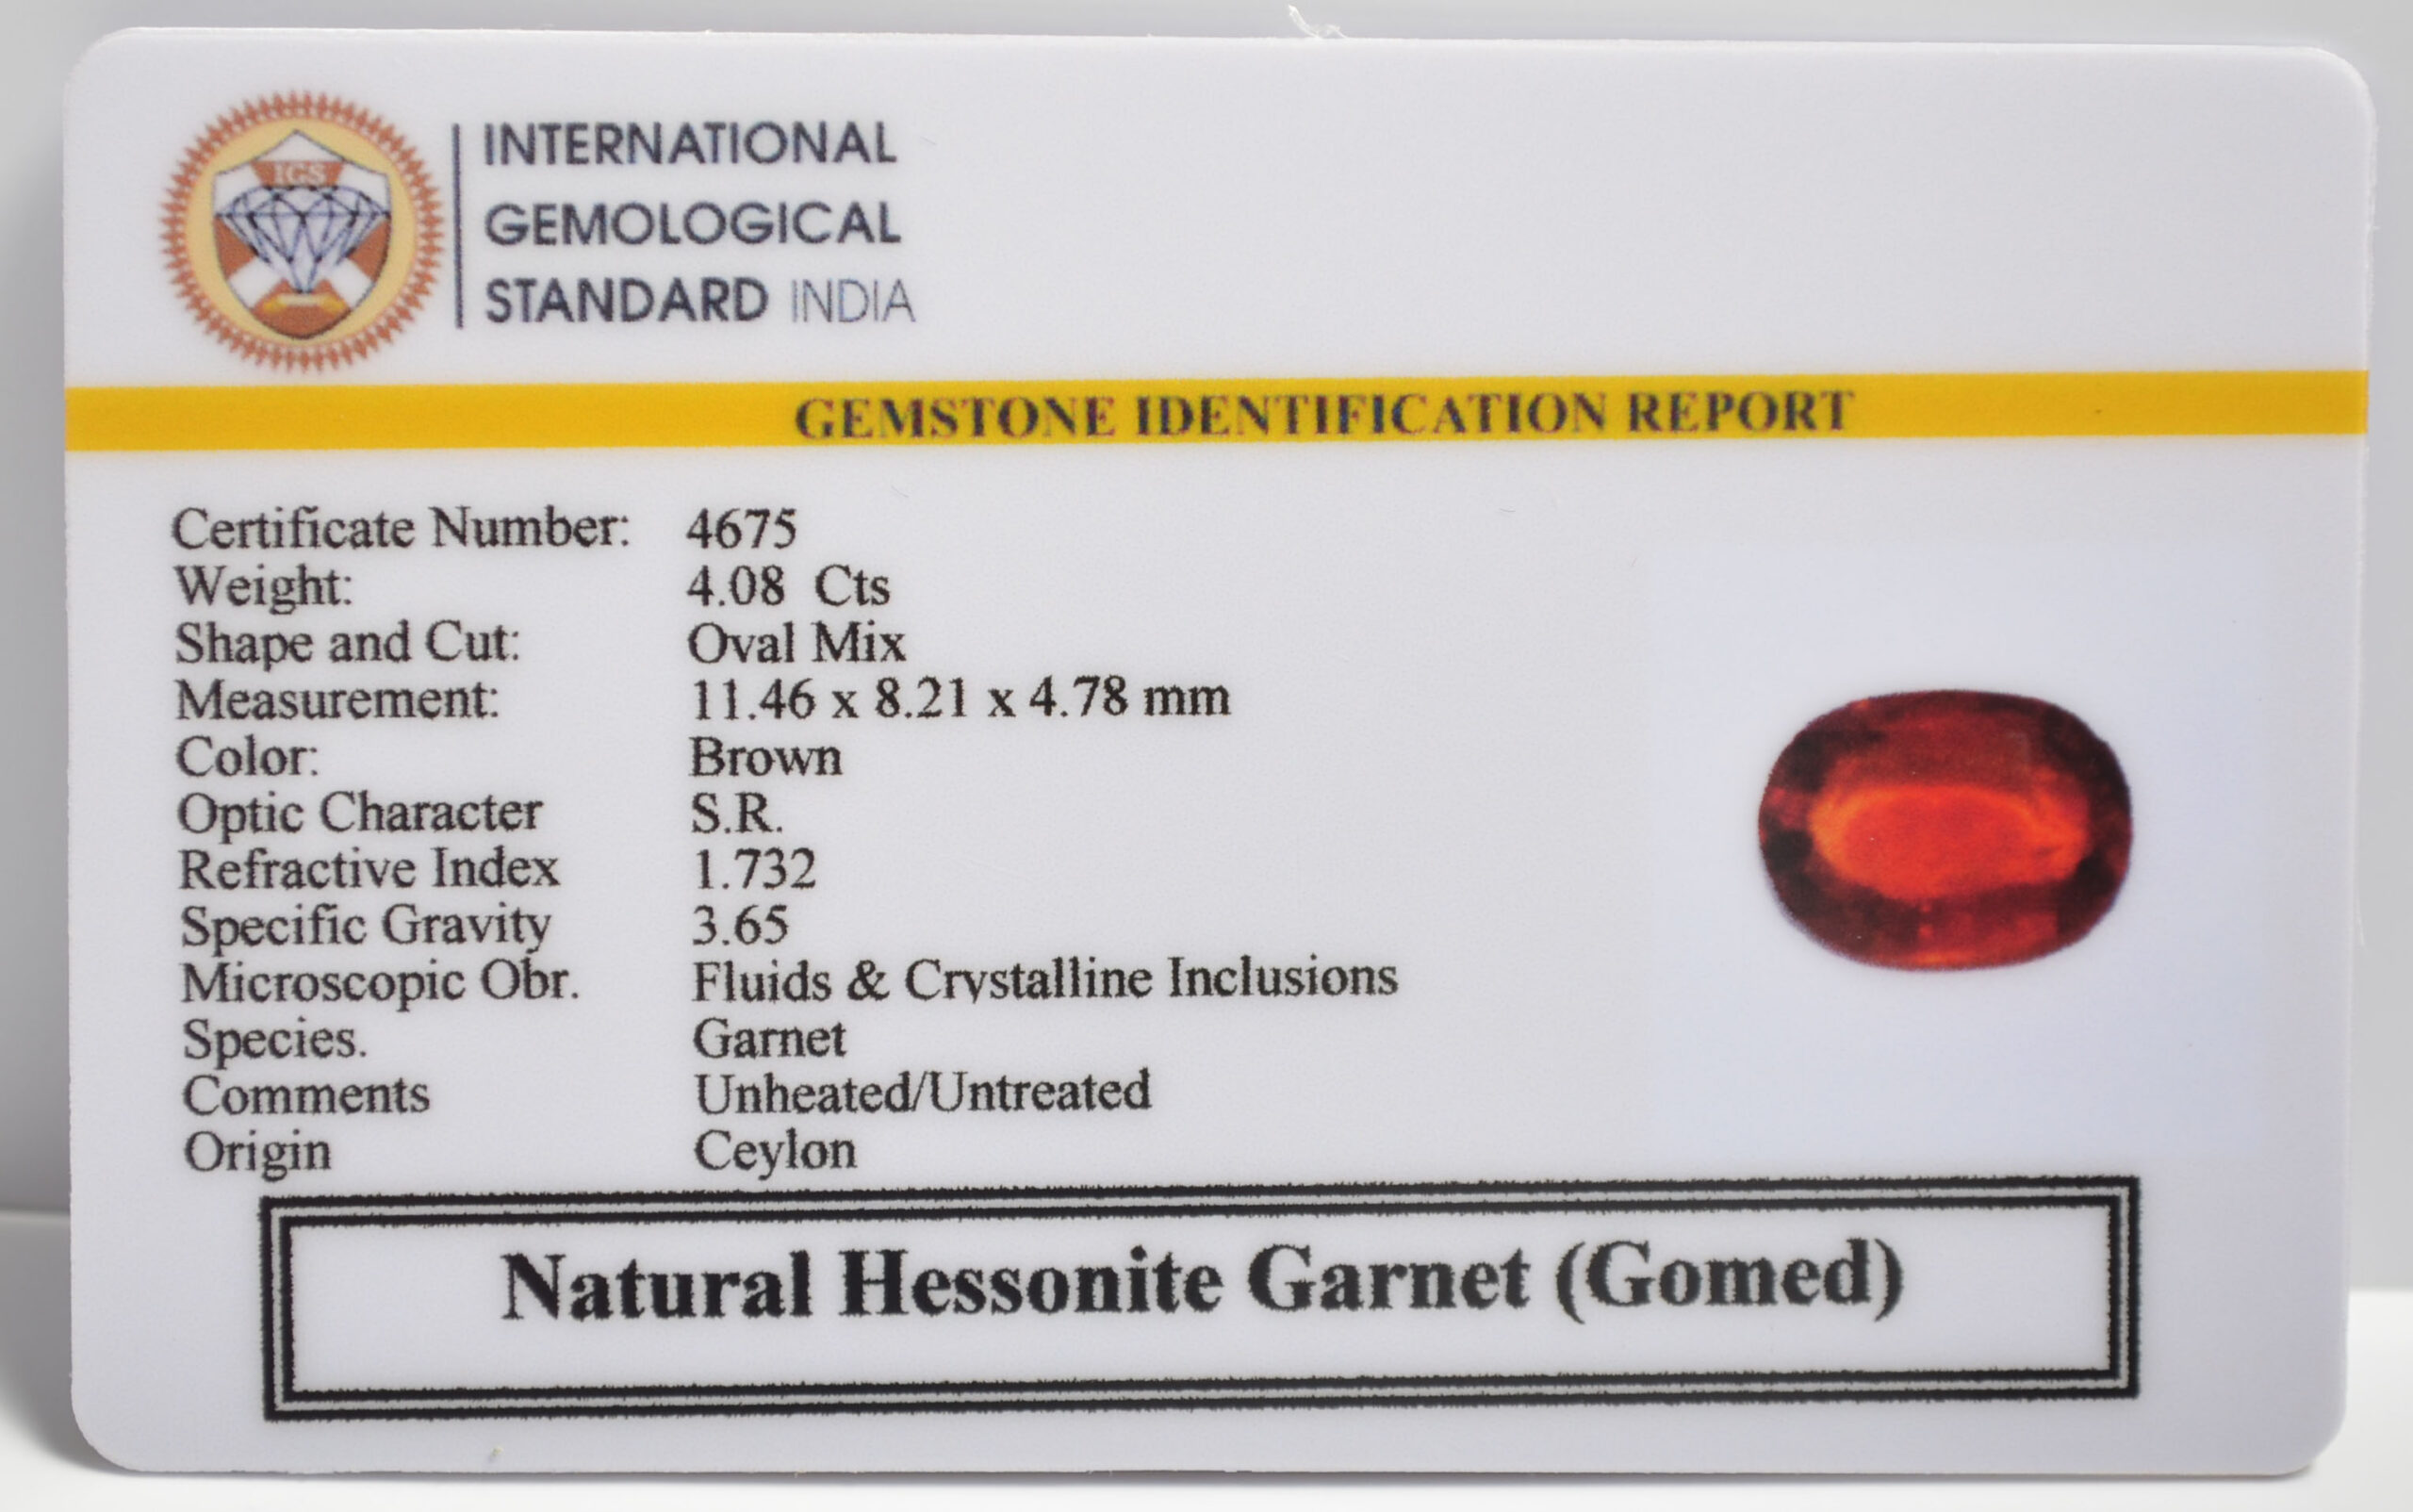 IGS
INTERNATIONAL
GEMOLOGICAL
STANDARD INDIA
GEMSTONE IDENTIFICATION REPORT
Certificate Number: 4675
Weight: 4.08 Cts
Shape and Cut: Oval Mix
Measurement: 11.46 x 8.21 x 4.78 mm
Color: Brown
Optic Character S.R.
Refractive Index 1.732
Specific Gravity 3.65
Microscopic Obr. Fluids & Crystalline Inclusions
Species. Garnet
Comments Unheated/Untreated
Origin Ceylon
Natural Hessonite Garnet (Gomed)